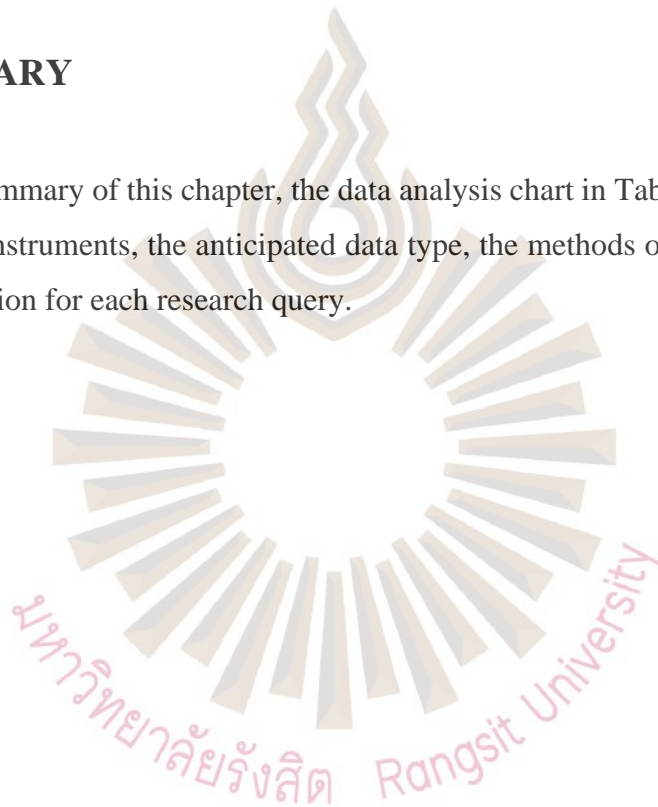 ARY
mmary of this chapter, the data analysis chart in Tab
nstruments, the anticipated data type, the methods o
ion for each research query.
มหาวิทยาลัยรังสิต Rangsit University